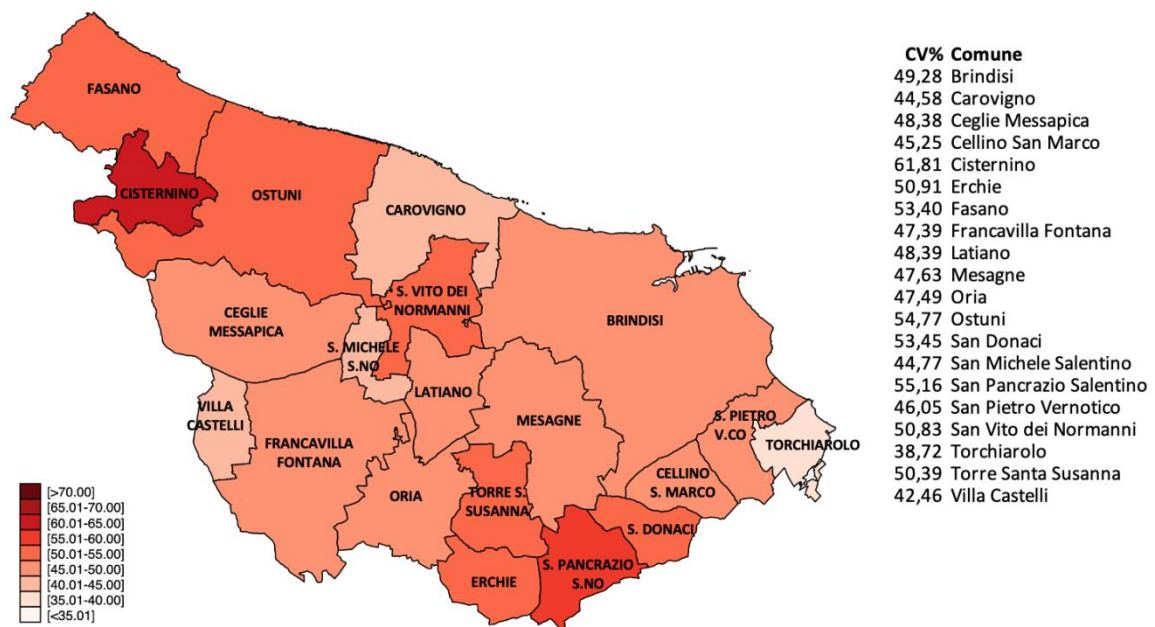 FASANO
CISTERNINO
OSTUNI
CAROVIGNO
S. VITO DEI
NORMANNI
CEGLIE
MESSAPICA
S. MICHELE
S.NO
BRINDISI
LATIANO
VILLA
CASTELLI
MESAGNE
S. PIETRO
V.CO
TORCHIAROLO
FRANCAVILLA
FONTANA
CELLINO
S. MARCO
ORIA
TORRE S.
SUSANNA
S. DONACI
S. PANCRAZIO
S.NO
ERCHIE
[>70.00]
[65.01-70.00]
[60.01-65.00]
[55.01-60.00]
[50.01-55.00]
[45.01-50.00]
[40.01-45.00]
[35.01-40.00]
[<35.01]
CV% Comune
49,28 Brindisi
44,58 Carovigno
48,38 Ceglie Messapica
45,25 Cellino San Marco
61,81 Cisternino
50,91 Erchie
53,40 Fasano
47,39 Francavilla Fontana
48,39 Latiano
47,63 Mesagne
47,49 Oria
54,77 Ostuni
53,45 San Donaci
44,77 San Michele Salentino
55,16 San Pancrazio Salentino
46,05 San Pietro Vernotico
50,83 San Vito dei Normanni
38,72 Torchiarolo
50,39 Torre Santa Susanna
42,46 Villa Castelli